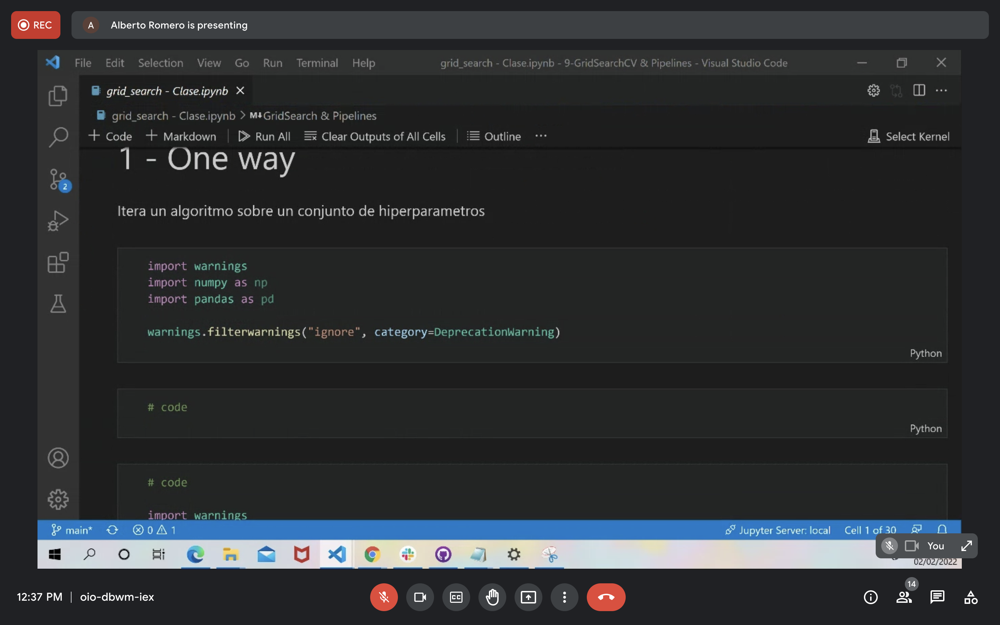 REC
A
Alberto Romero is presenting
File Edit Selection View Go Run Terminal Help
grid_search - Clase.ipynb - 9-GridSearchCV & Pipelines - Visual Studio Code
grid_search - Clase.ipynb
grid_search - Clase.ipynb > M↓ GridSearch & Pipelines
+ Code + Markdown Run All Clear Outputs of All Cells Outline ··· Select Kernel
1 - One way
2
Itera un algoritmo sobre un conjunto de hiperparametros
import warnings
import numpy as np
import pandas as pd
warnings.filterwarnings("ignore", category=DeprecationWarning)
Python
# code
Python
# code
import warnings
main* 0 1 Jupyter Server: local Cell 1 of 30
You
02/02/2022
12:37 PM | oio-dbwm-iex
CC
14